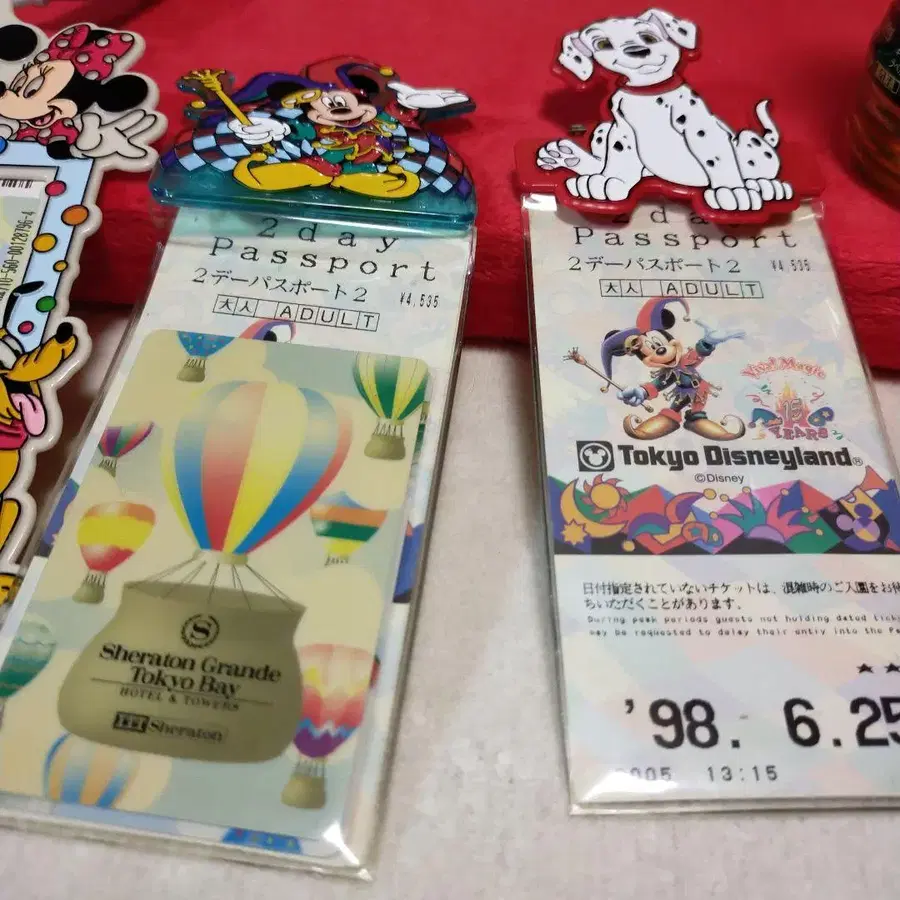 00128796-4
2day
Passport
2デーパスポート2 ¥4,535
大人 ADULT
S
Sheraton Grande
Tokyo Bay
HOTEL & TOWERS
Sheraton
2day
Passport
2デーパスポート2 ¥4,535
大人 ADULT
Viva! Magic
15
YEARS
Tokyo Disneyland®
©Disney
日付指定されていないチケットは、混雑時のご入園をお待
ちいただくことがあります。
During peak periods guests not holding dated
may be requested to delay their entry into the
'98. 6.25
2005 13:15